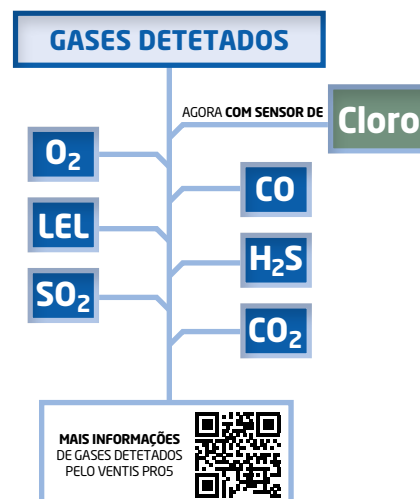 GASES DETETADOS
AGORA COM SENSOR DE
Cloro
O₂
CO
LEL
H₂S
SO₂
CO₂
MAIS INFORMAÇÕES
DE GASES DETETADOS
PELO VENTIS PRO5